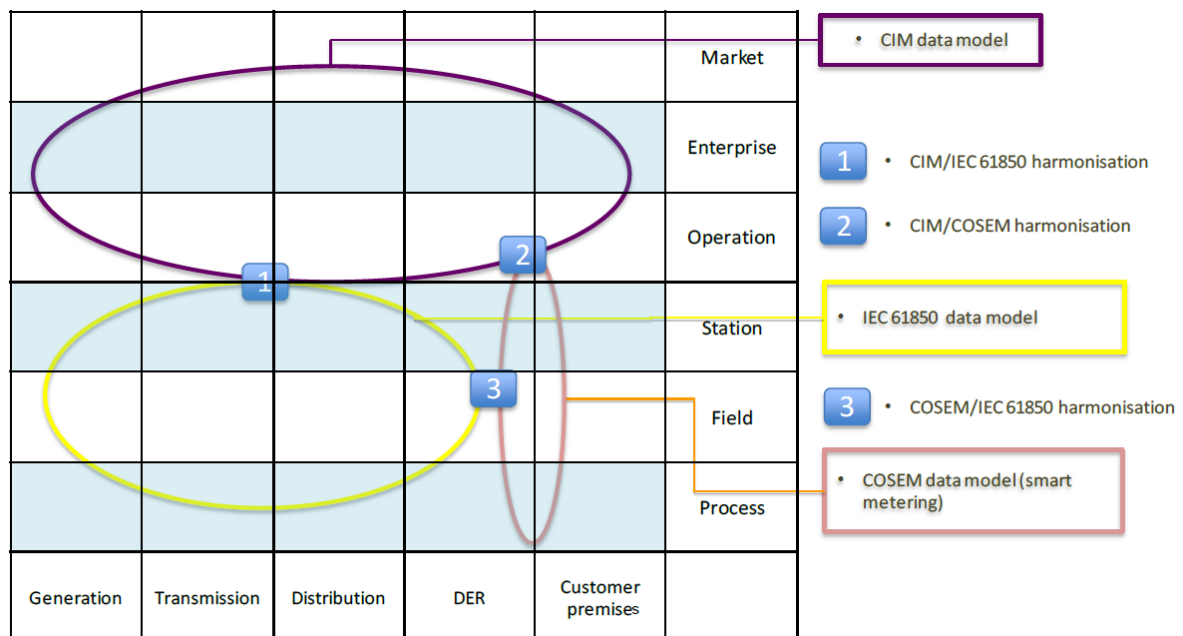 Market
• CIM data model
Enterprise
1 • CIM/IEC 61850 harmonisation
2 • CIM/COSEM harmonisation
Operation
2
1
Station
• IEC 61850 data model
3
Field
3 • COSEM/IEC 61850 harmonisation
Process
• COSEM data model (smart
metering)
Generation
Transmission
Distribution
DER
Customer
premises